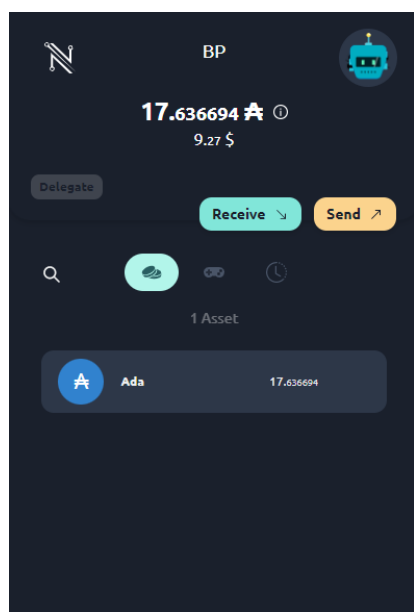 BP
17.636694 ₳
9.27 $
Delegate
Receive ↘
Send ↗
1 Asset
₳ Ada 17.636694